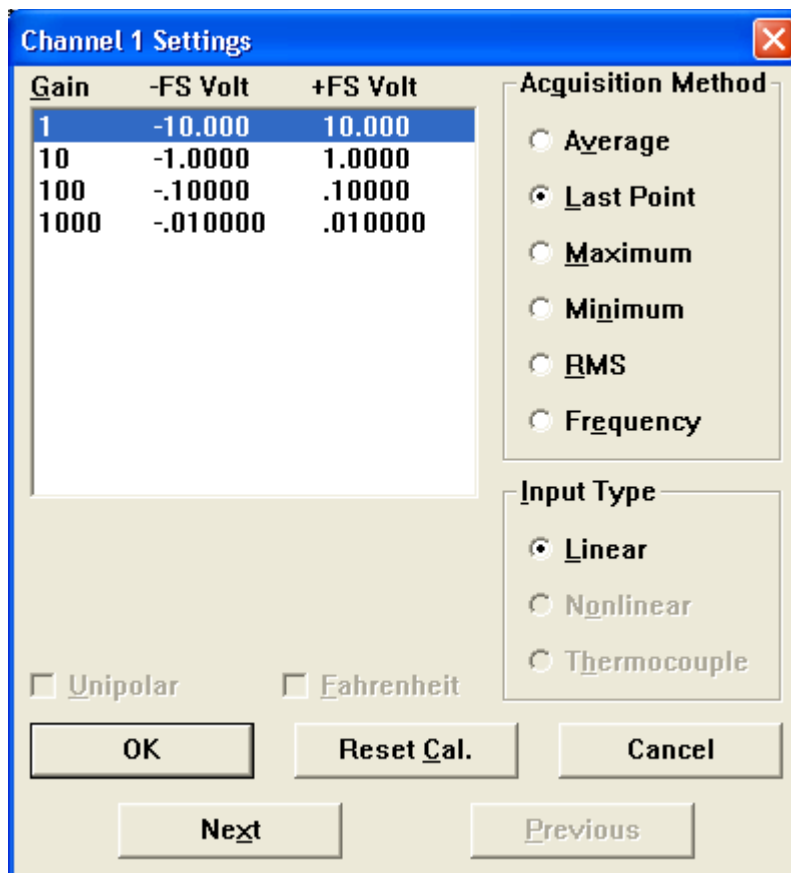 Channel 1 Settings
Gain -FS Volt +FS Volt
1 -10.000 10.000
10 -1.0000 1.0000
100 -.10000 .10000
1000 -.010000 .010000
Acquisition Method
Average
Last Point
Maximum
Minimum
RMS
Frequency
Input Type
Linear
Nonlinear
Thermocouple
Unipolar Fahrenheit
OK Reset Cal. Cancel
Next Previous